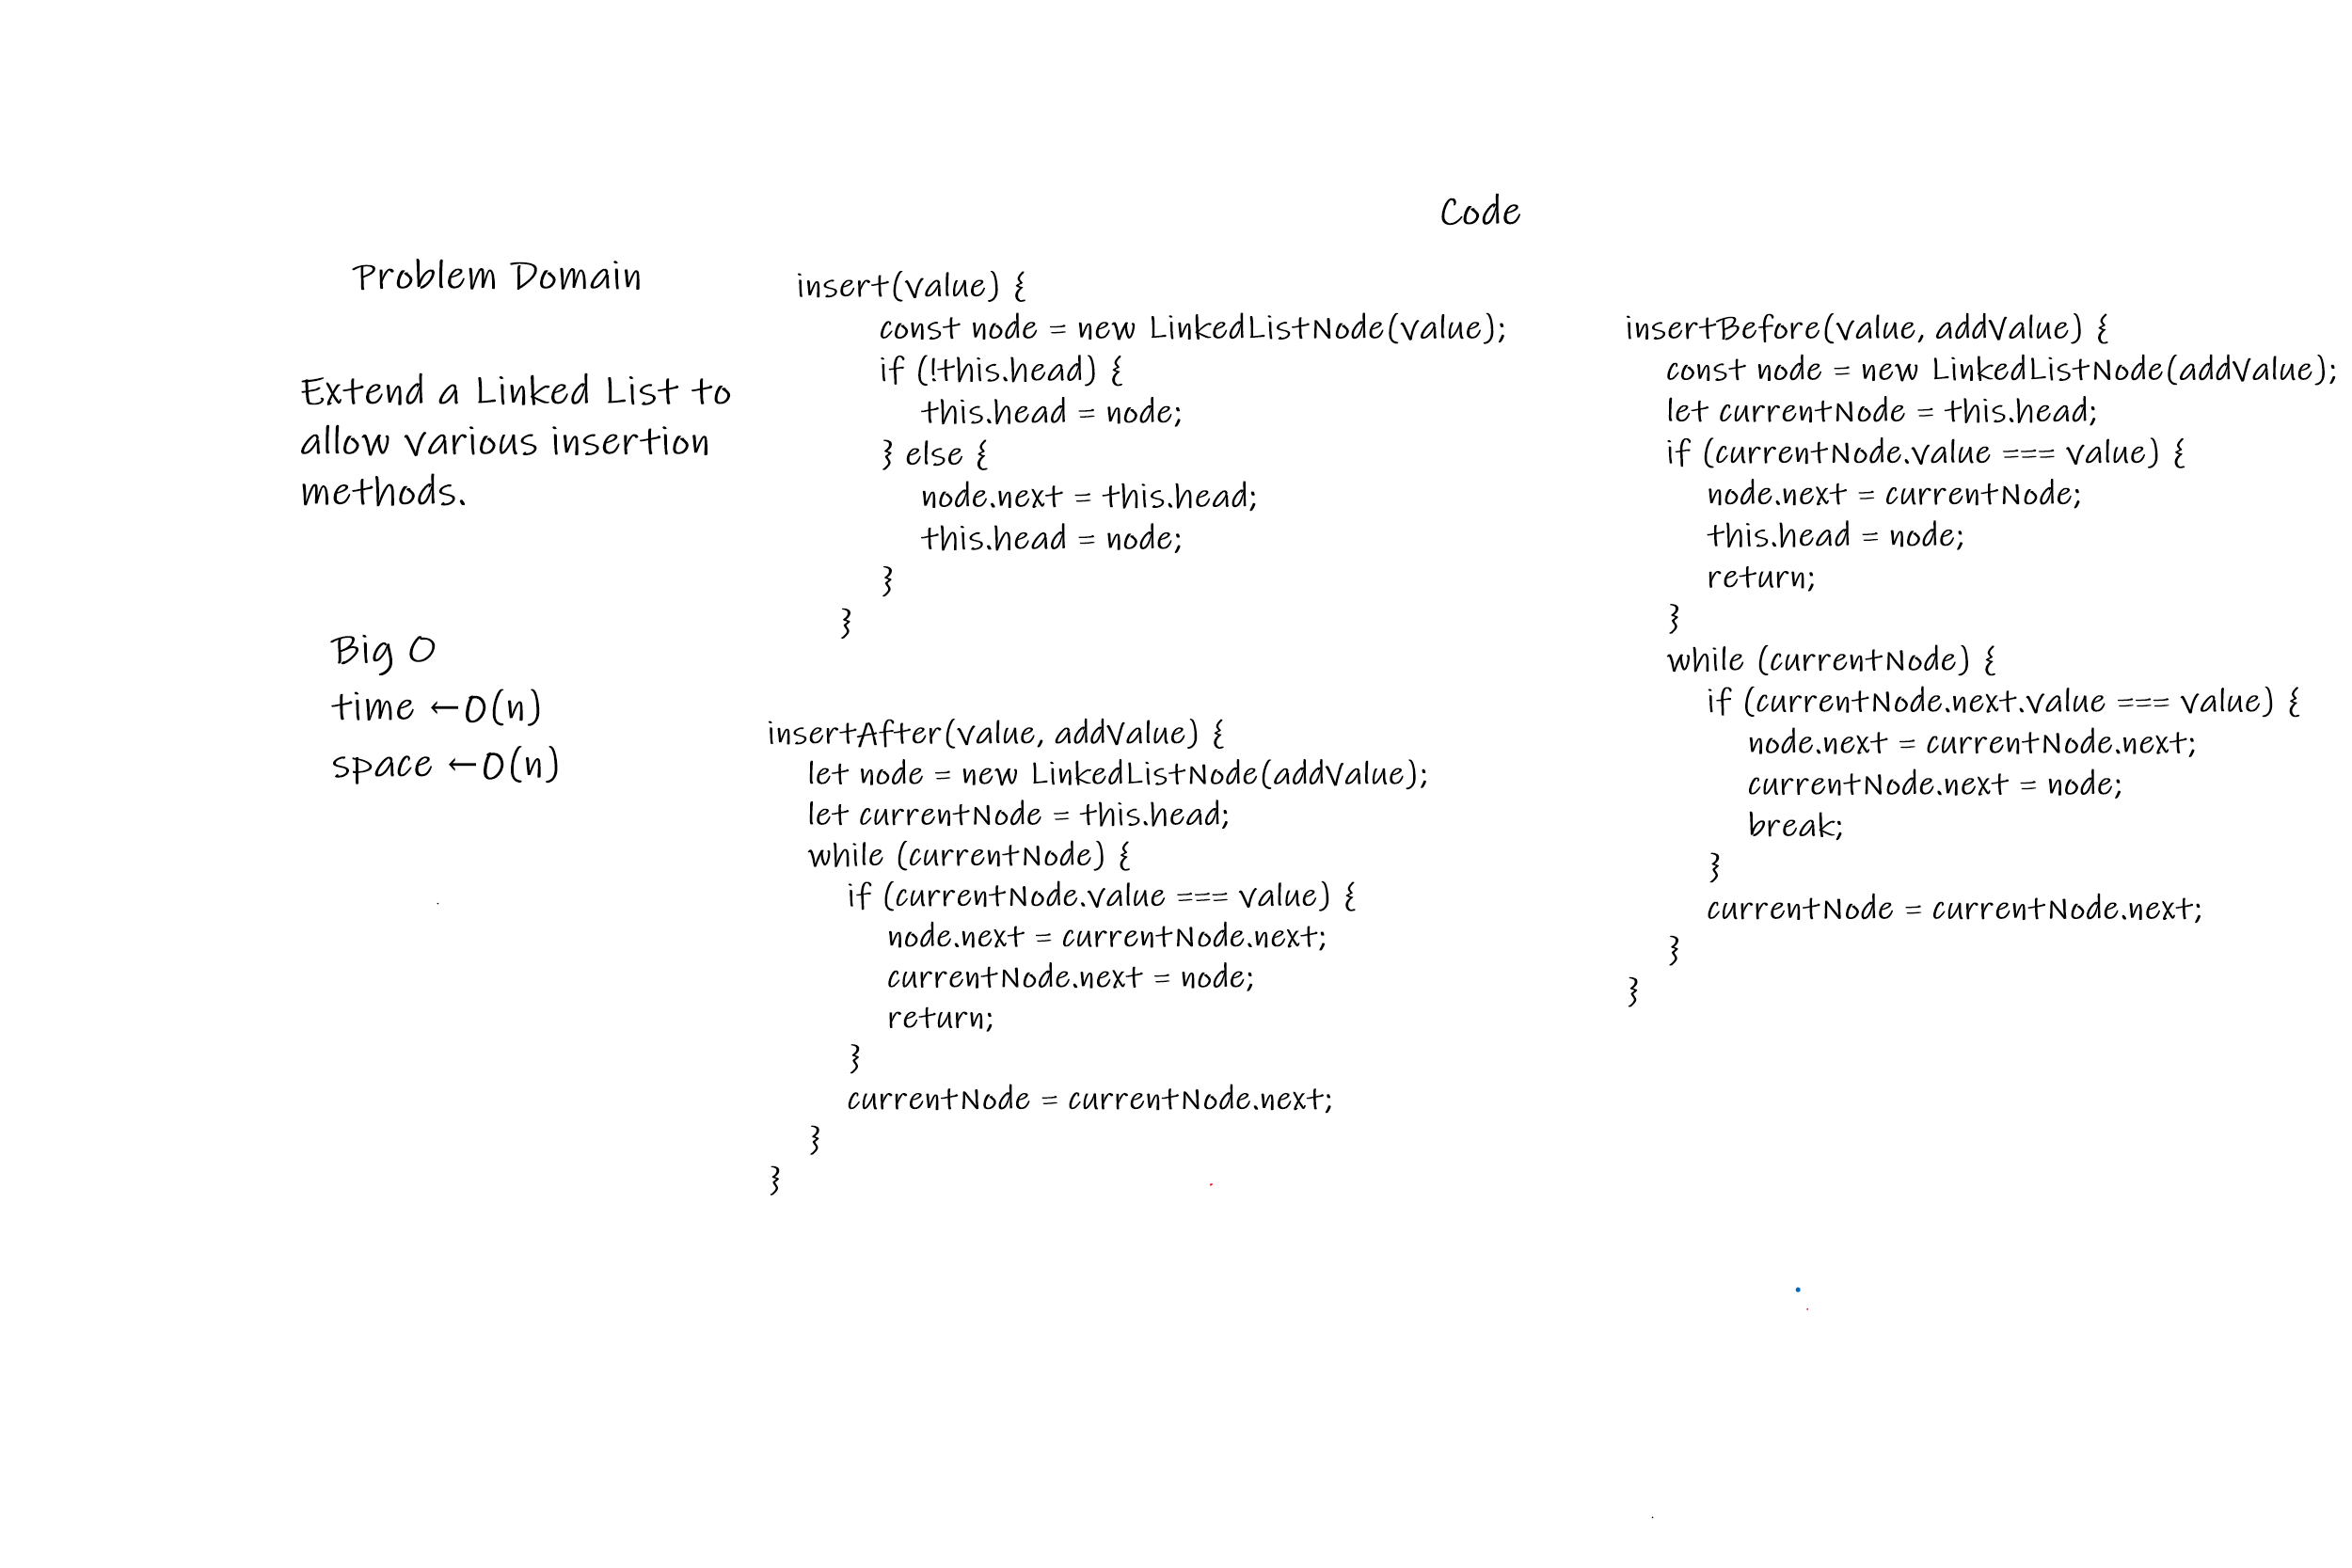 Code
Problem Domain
Extend a Linked List to
allow various insertion
methods.
Big O
time ←O(n)
space ←O(n)
insert(value) {
const node = new LinkedListNode(value);
if (!this.head) {
this.head = node;
} else {
node.next = this.head;
this.head = node;
}
}
insertAfter(value, addValue) {
let node = new LinkedListNode(addValue);
let currentNode = this.head;
while (currentNode) {
if (currentNode.value === value) {
node.next = currentNode.next;
currentNode.next = node;
return;
}
currentNode = currentNode.next;
}
}
insertBefore(value, addValue) {
const node = new LinkedListNode(addValue);
let currentNode = this.head;
if (currentNode.value === value) {
node.next = currentNode;
this.head = node;
return;
}
while (currentNode) {
if (currentNode.next.value === value) {
node.next = currentNode.next;
currentNode.next = node;
break;
}
currentNode = currentNode.next;
}
}